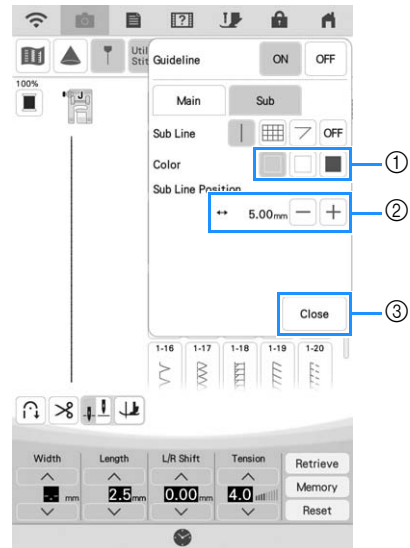 Util
Stit
Guideline
ON
OFF
100%
J
Main
Sub
Sub Line
OFF
Color
①
Sub Line Position
↔ 5.00mm − +
②
Close
③
1-16 1-17 1-18 1-19 1-20
Width Length L/R Shift Tension
Retrieve
-.- mm 2.5mm 0.00mm 4.0
Memory
Reset